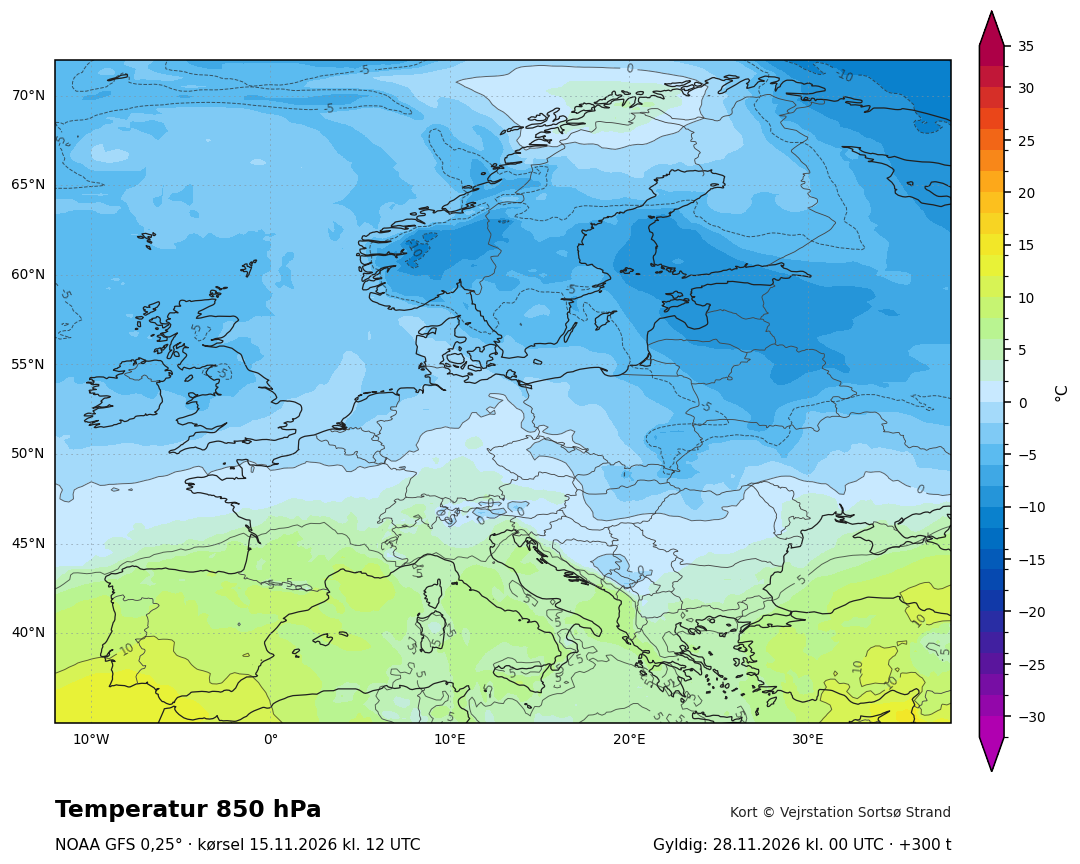 70°N
65°N
60°N
55°N
50°N
45°N
40°N
10°W
0°
10°E
20°E
30°E
35
30
25
20
15
10
5
0
−5
−10
−15
−20
−25
−30
°C
Temperatur 850 hPa
Kort © Vejrstation Sortsø Strand
NOAA GFS 0,25° · kørsel 15.11.2026 kl. 12 UTC
Gyldig: 28.11.2026 kl. 00 UTC · +300 t